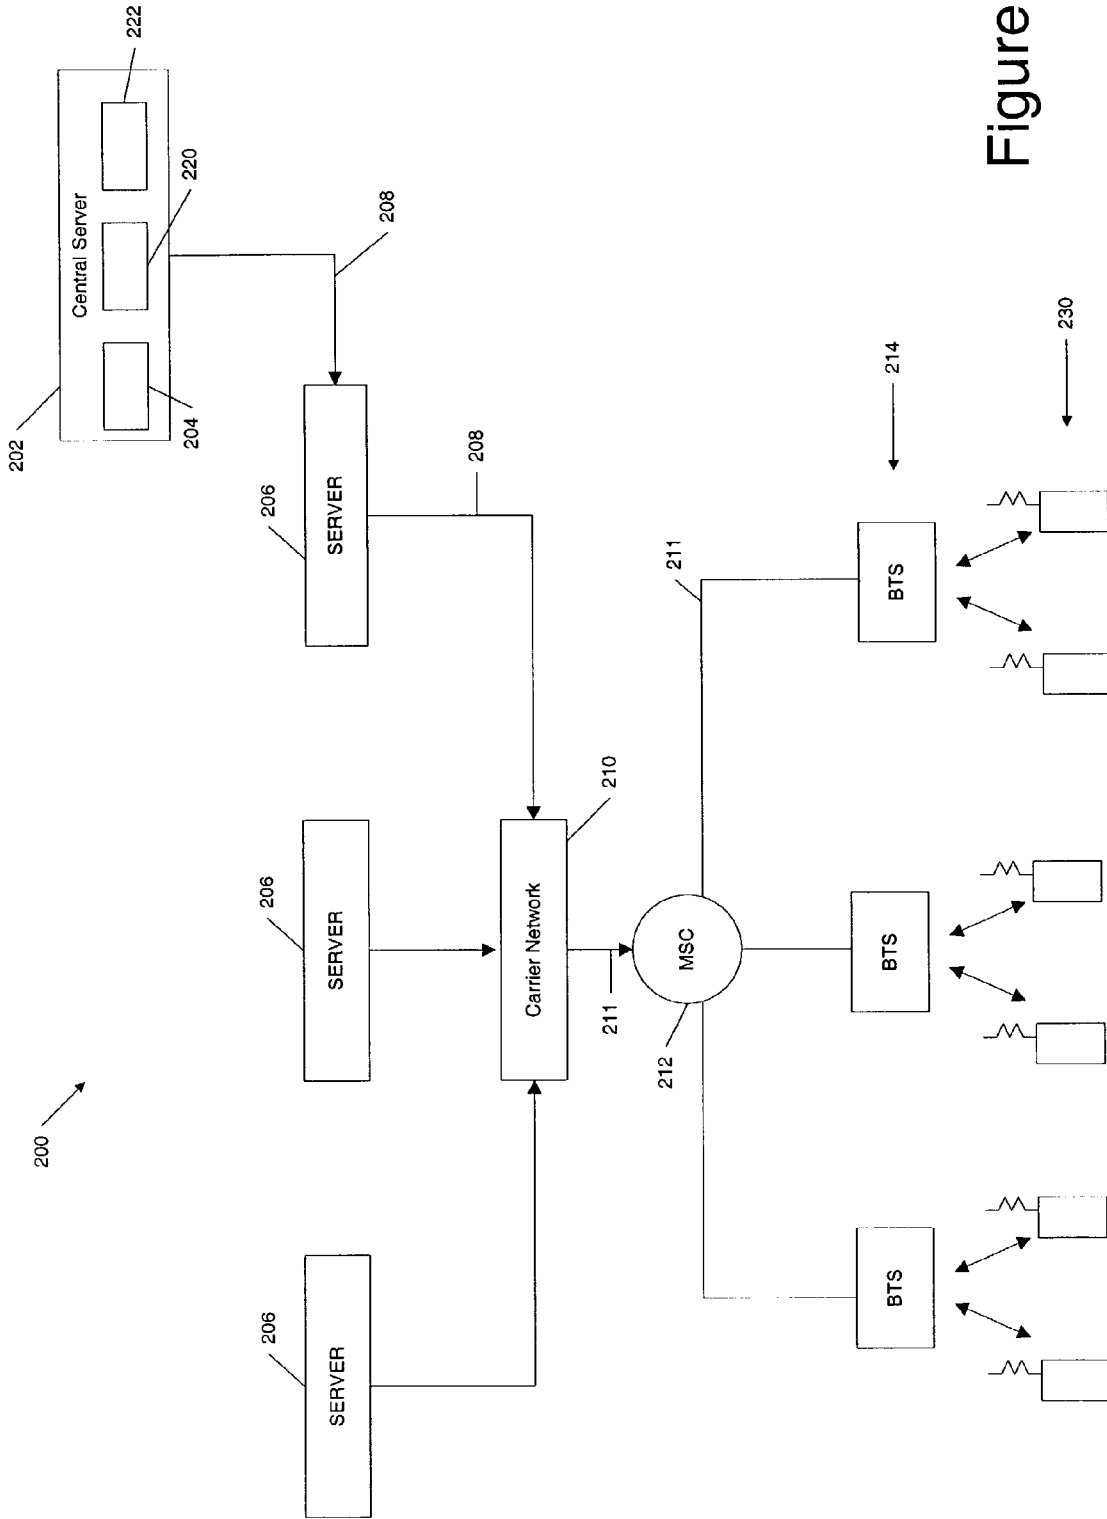 202
200
Central Server
222
204
220
206
206
206
SERVER
SERVER
SERVER
208
208
Carrier Network
210
211
212
MSC
211
BTS
BTS
BTS
214
Figure
230